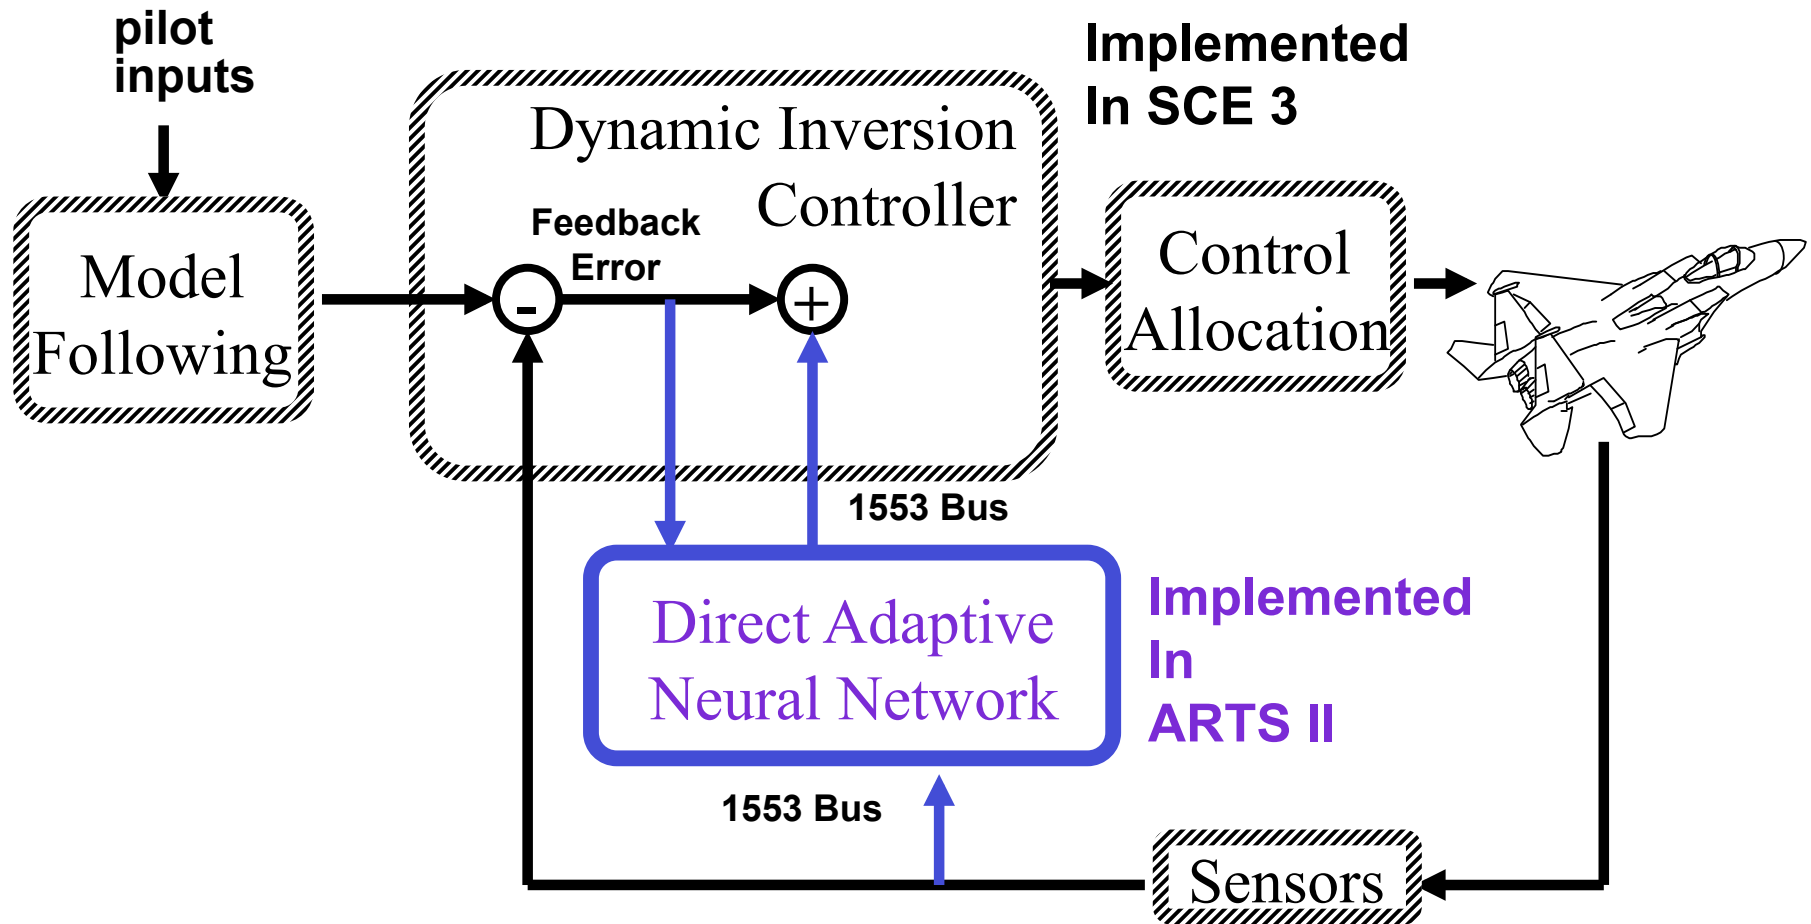 pilot
inputs
Implemented
In SCE 3
Dynamic Inversion
Controller
Feedback
Error
-
+
Model
Following
Control
Allocation
1553 Bus
Direct Adaptive
Neural Network
Implemented
In
ARTS II
1553 Bus
Sensors